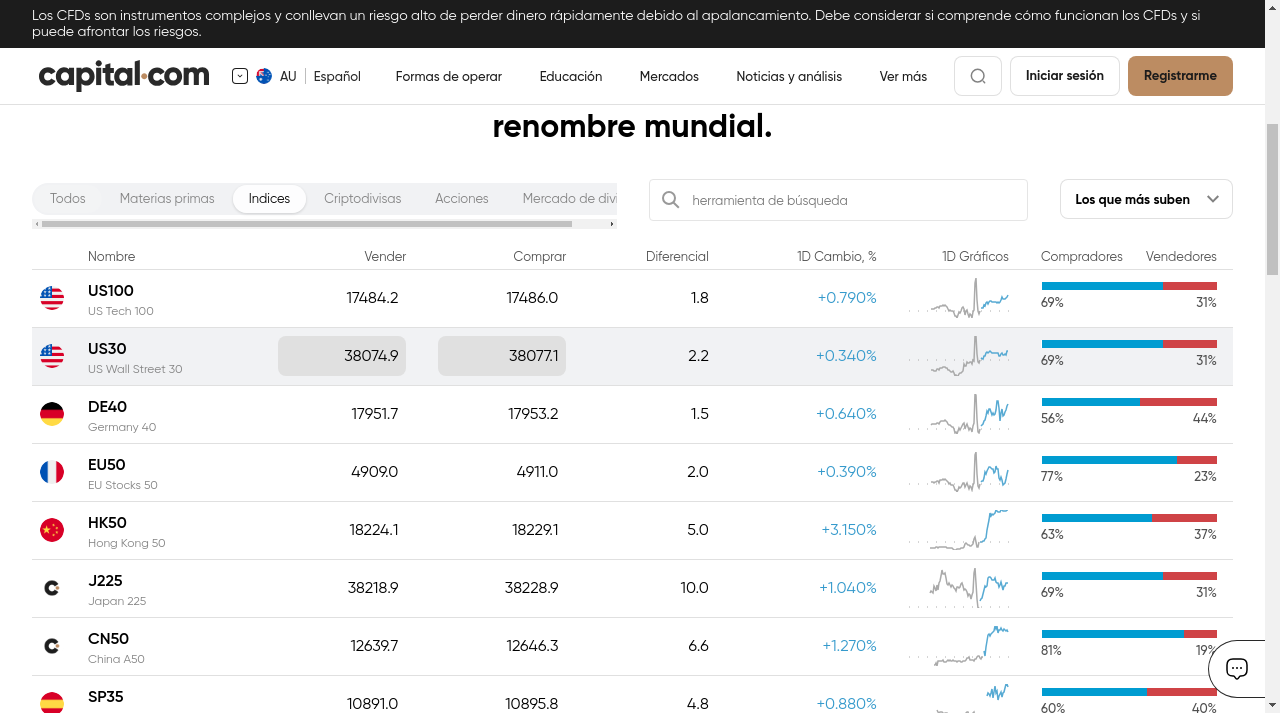 Los CFDs son instrumentos complejos y conllevan un riesgo alto de perder dinero rápidamente debido al apalancamiento. Debe considerar si comprende cómo funcionan los CFDs y si
puede afrontar los riesgos.
capital.com AU Español Formas de operar Educación Mercados Noticias y análisis Ver más Iniciar sesión Registrarme
renombre mundial.
Todos Materias primas Indices Criptodivisas Acciones Mercado de divi herramienta de búsqueda Los que más suben
Nombre Vender Comprar Diferencial 1D Cambio, % 1D Gráficos Compradores Vendedores
US100 17484.2 17486.0 1.8 +0.790% 69% 31%
US Tech 100
US30 38074.9 38077.1 2.2 +0.340% 69% 31%
US Wall Street 30
DE40 17951.7 17953.2 1.5 +0.640% 56% 44%
Germany 40
EU50 4909.0 4911.0 2.0 +0.390% 77% 23%
EU Stocks 50
HK50 18224.1 18229.1 5.0 +3.150% 63% 37%
Hong Kong 50
J225 38218.9 38228.9 10.0 +1.040% 69% 31%
Japan 225
CN50 12639.7 12646.3 6.6 +1.270% 81% 19%
China A50
SP35 10891.0 10895.8 4.8 +0.880% 60% 40%